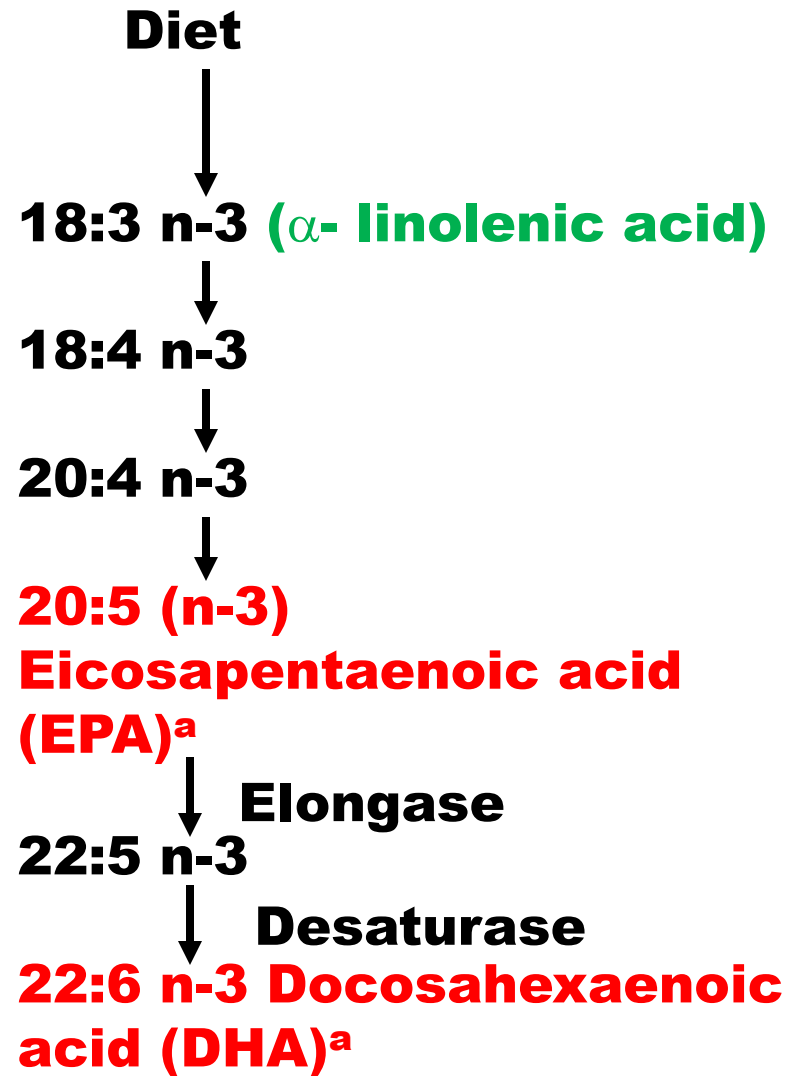 Diet
18:3 n-3 (α- linolenic acid)
18:4 n-3
20:4 n-3
20:5 (n-3)
Eicosapentaenoic acid
(EPA)ᵃ
Elongase
22:5 n-3
Desaturase
22:6 n-3 Docosahexaenoic
acid (DHA)ᵃ